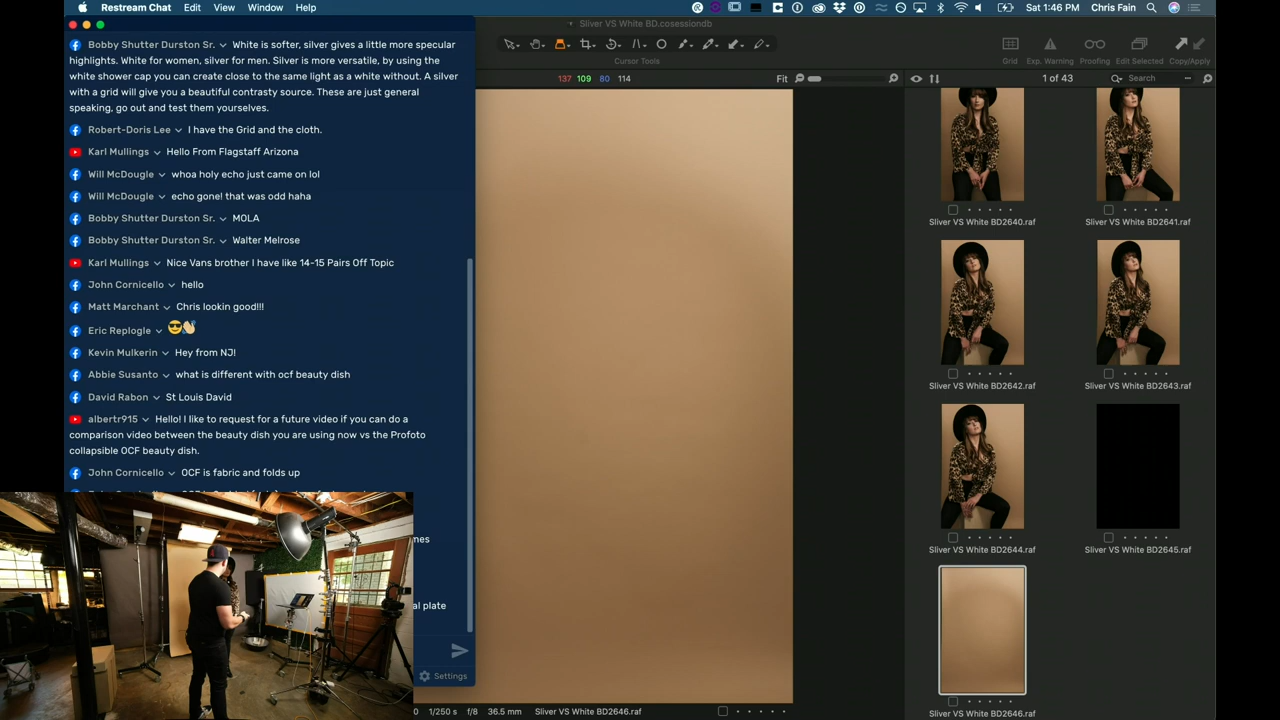 Restream Chat Edit View Window Help
Sat 1:46 PM Chris Fain
Sliver VS White BD.cosessiondb
Cursor Tools
Grid Exp. Warning Proofing Edit Selected Copy/Apply
137 109 80 114
Fit
1 of 43
Search
Bobby Shutter Durston Sr. White is softer, silver gives a little more specular
highlights. White for women, silver for men. Silver is more versatile, by using the
white shower cap you can create close to the same light as a white without. A silver
with a grid will give you a beautiful contrasty source. These are just general
speaking, go out and test them yourselves.
Robert-Doris Lee I have the Grid and the cloth.
Karl Mullings Hello From Flagstaff Arizona
Will McDougle whoa holy echo just came on lol
Will McDougle echo gone! that was odd haha
Bobby Shutter Durston Sr. MOLA
Bobby Shutter Durston Sr. Walter Melrose
Karl Mullings Nice Vans brother I have like 14-15 Pairs Off Topic
John Cornicello hello
Matt Marchant Chris lookin good!!!
Eric Replogle 😎👏
Kevin Mulkerin Hey from NJ!
Abbie Susanto what is different with ocf beauty dish
David Rabon St Louis David
albertr915 Hello! I like to request for a future video if you can do a
comparison video between the beauty dish you are using now vs the Profoto
collapsible OCF beauty dish.
John Cornicello OCF is fabric and folds up
al plate
Settings
Sliver VS White BD2640.raf
Sliver VS White BD2641.raf
Sliver VS White BD2642.raf
Sliver VS White BD2643.raf
Sliver VS White BD2644.raf
Sliver VS White BD2645.raf
Sliver VS White BD2646.raf
0 1/250 s f/8 36.5 mm Sliver VS White BD2646.raf